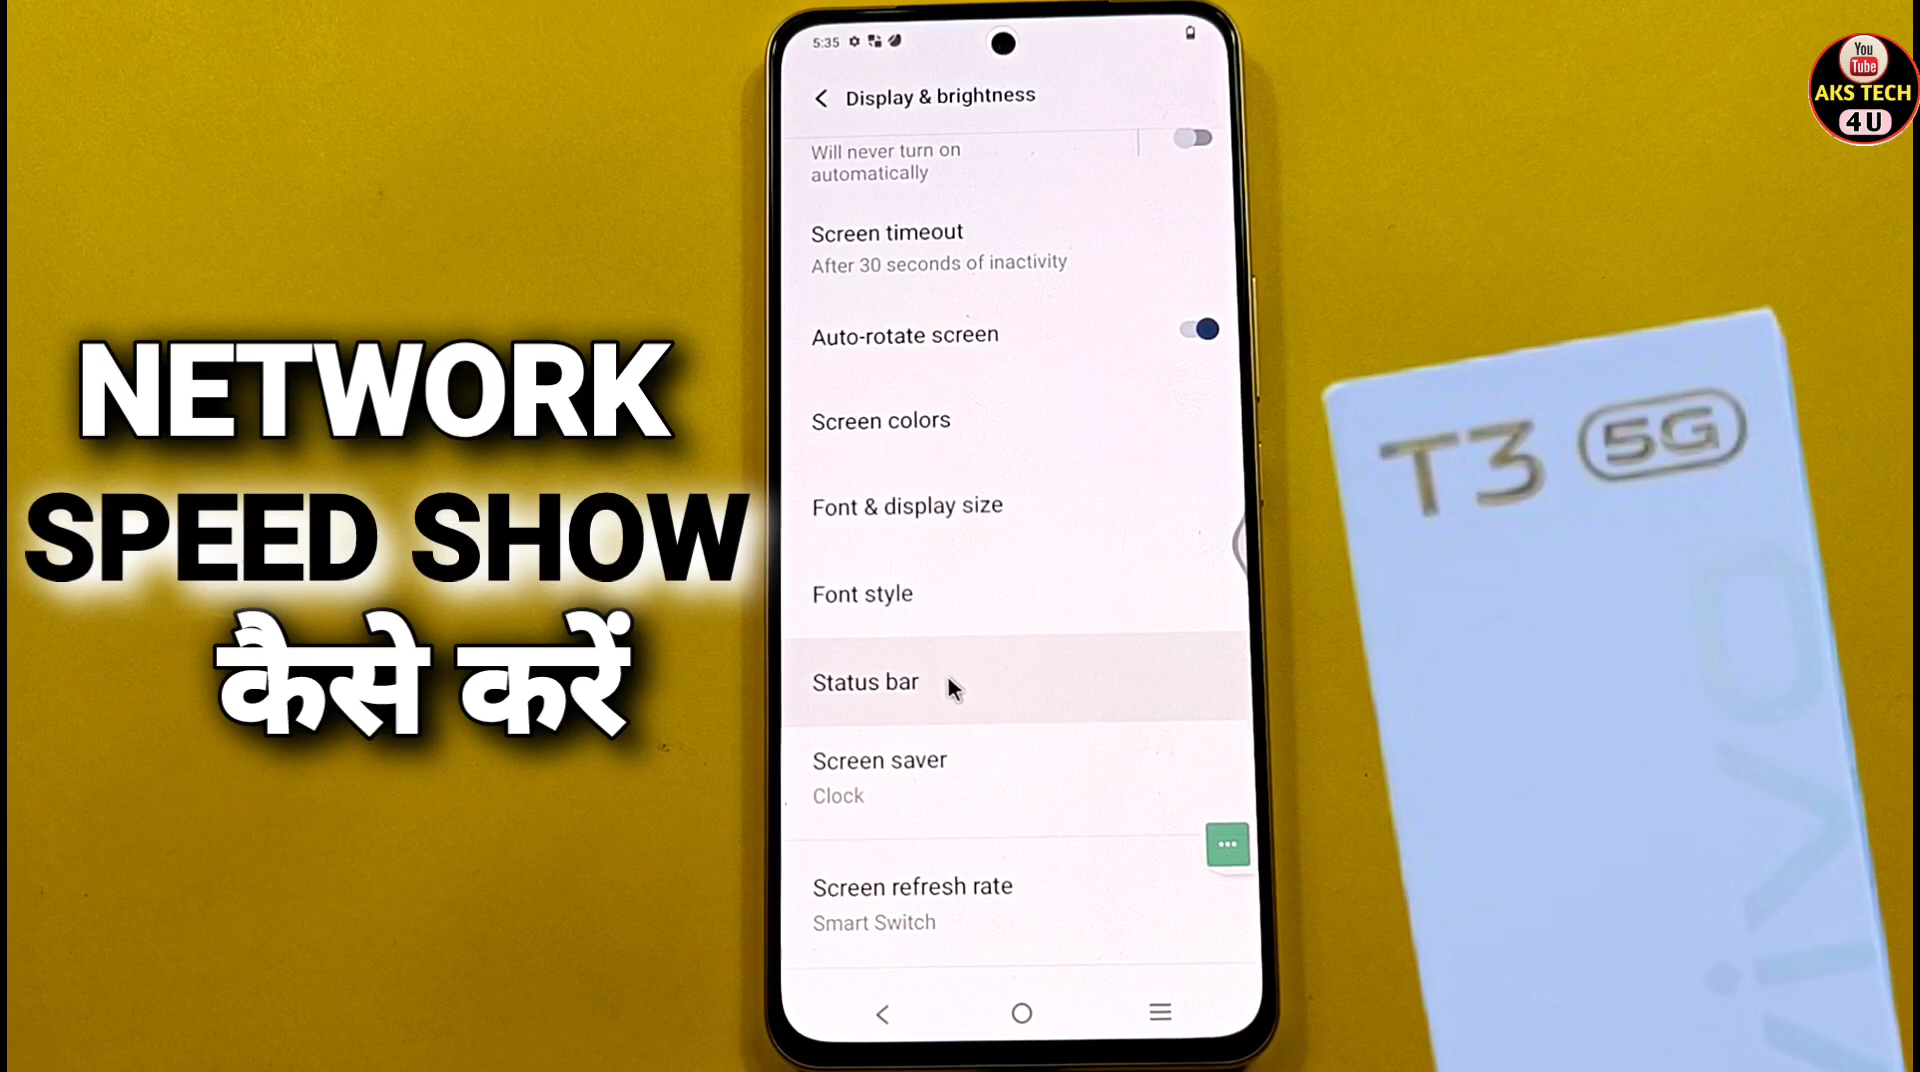 NETWORK
SPEED SHOW
कैसे करें
5:35
Display & brightness
Will never turn on
automatically
Screen timeout
After 30 seconds of inactivity
Auto-rotate screen
Screen colors
Font & display size
Font style
Status bar
Screen saver
Clock
Screen refresh rate
Smart Switch
You
Tube
AKS TECH
4U
T3 5G
vivo